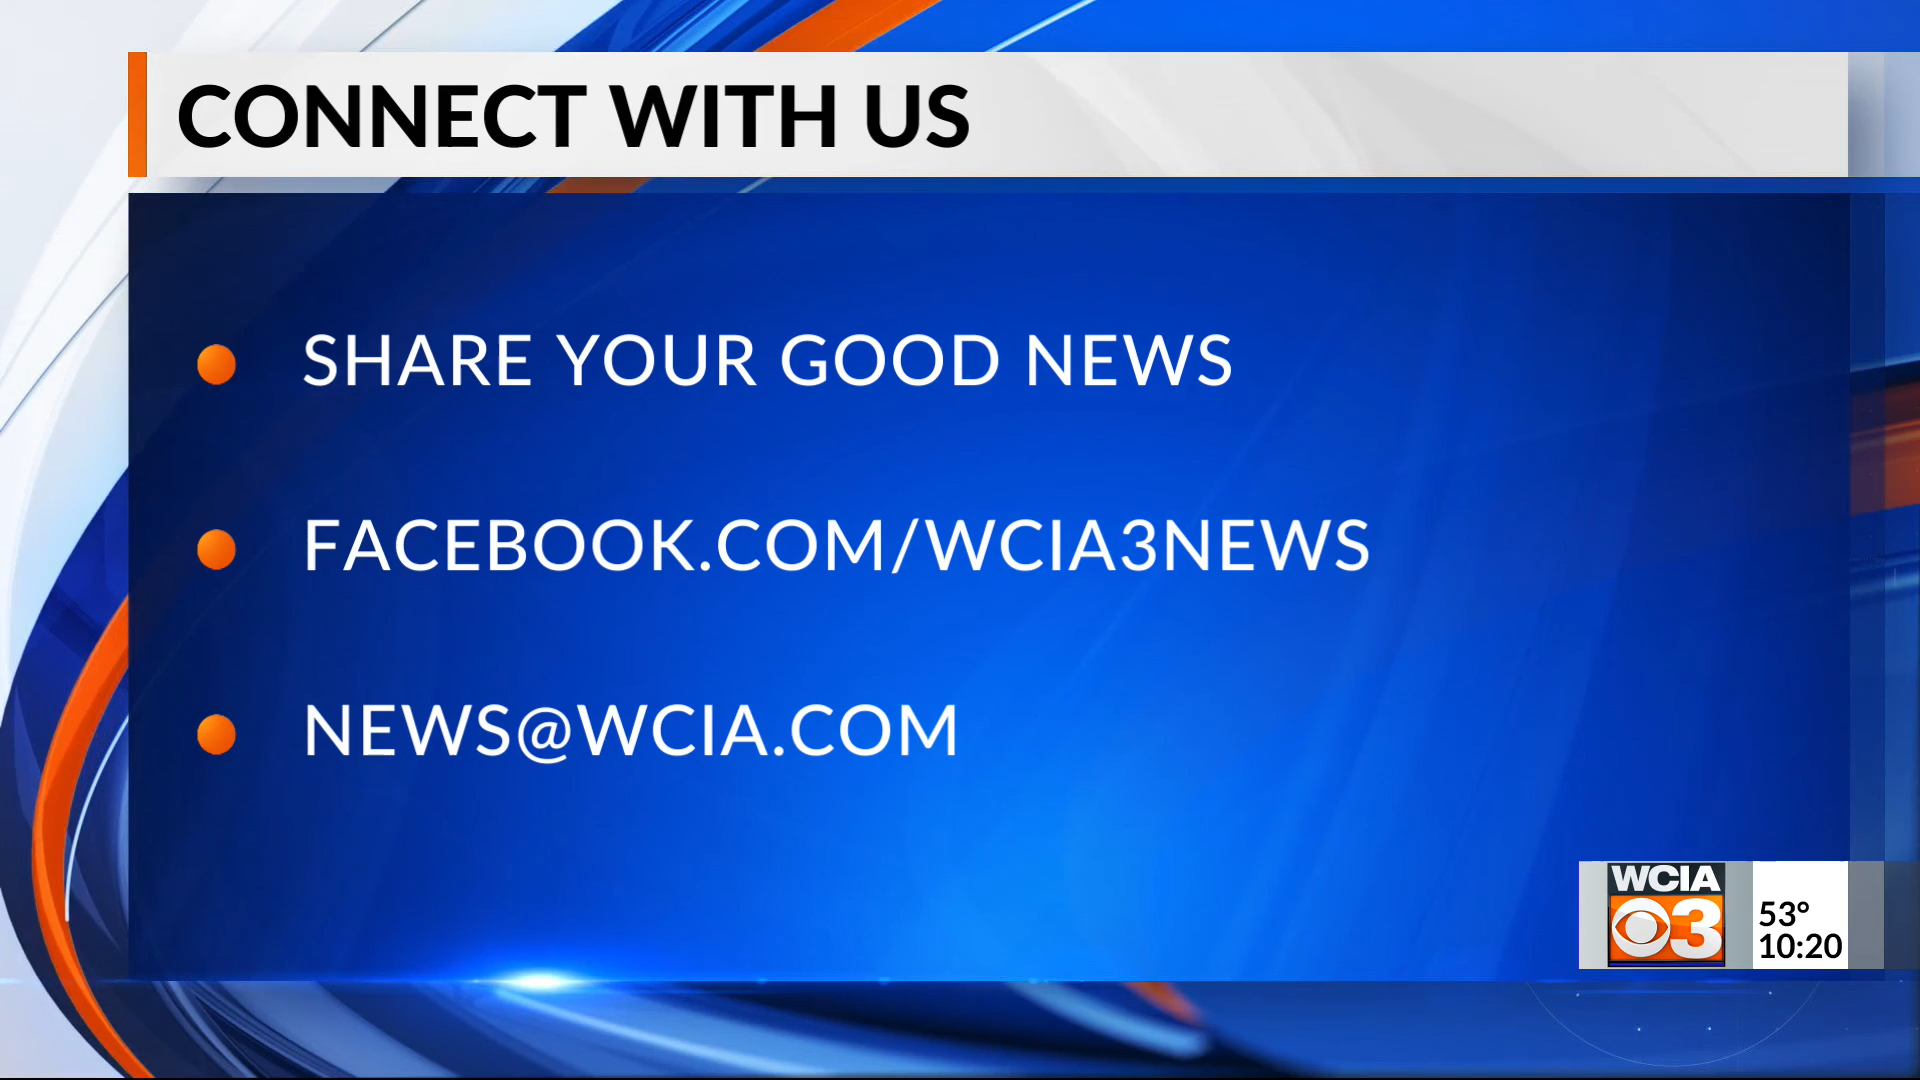 CONNECT WITH US
SHARE YOUR GOOD NEWS
FACEBOOK.COM/WCIA3NEWS
NEWS@WCIA.COM
WCIA
3
53°
10:20